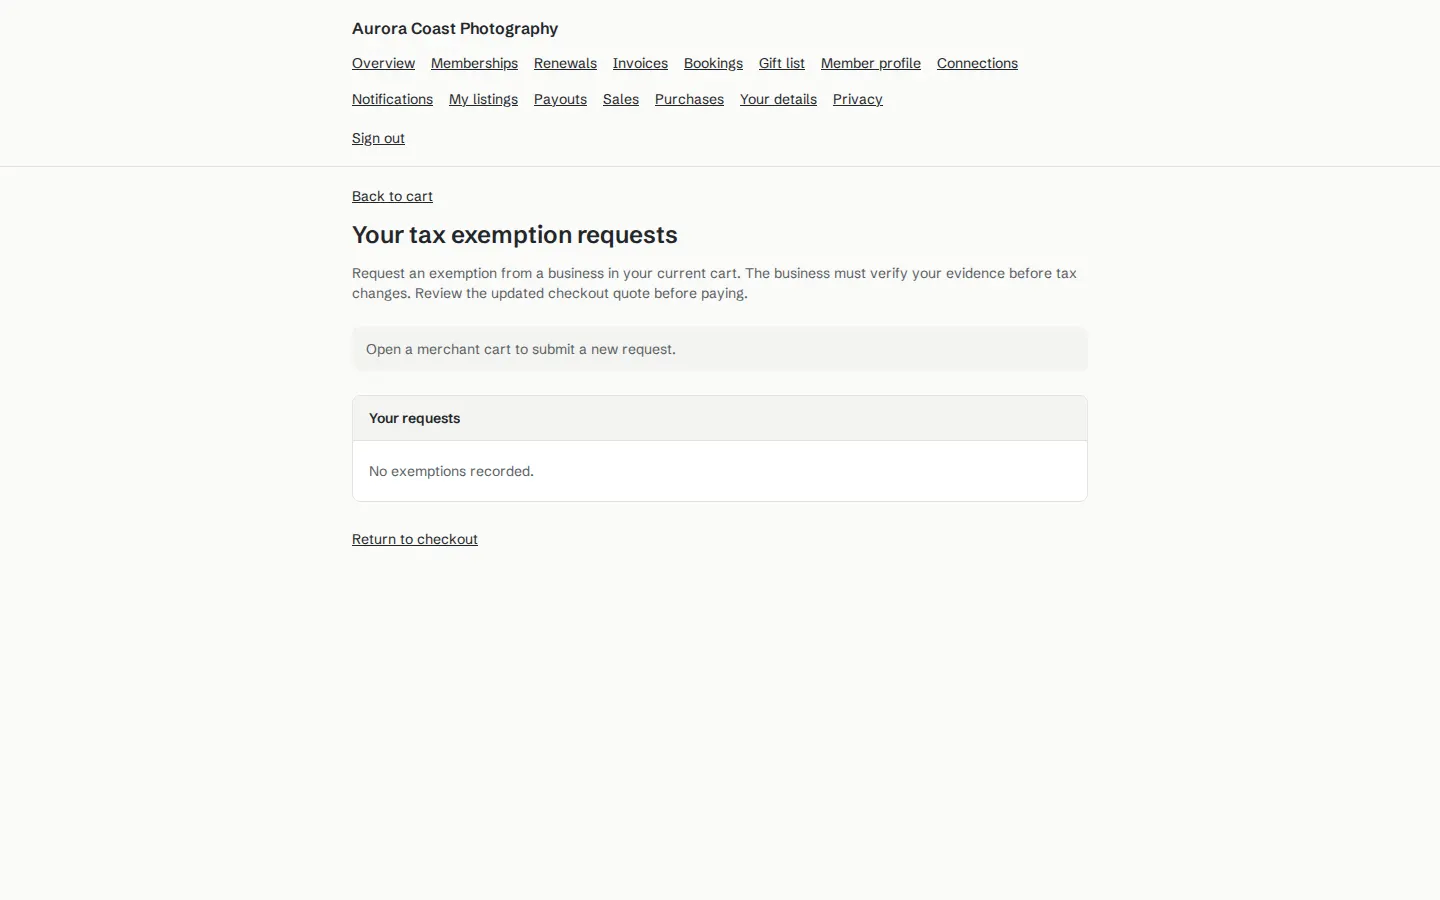 Aurora Coast Photography
Overview Memberships Renewals Invoices Bookings Gift list Member profile Connections
Notifications My listings Payouts Sales Purchases Your details Privacy
Sign out
Back to cart
Your tax exemption requests
Request an exemption from a business in your current cart. The business must verify your evidence before tax
changes. Review the updated checkout quote before paying.
Open a merchant cart to submit a new request.
Your requests
No exemptions recorded.
Return to checkout